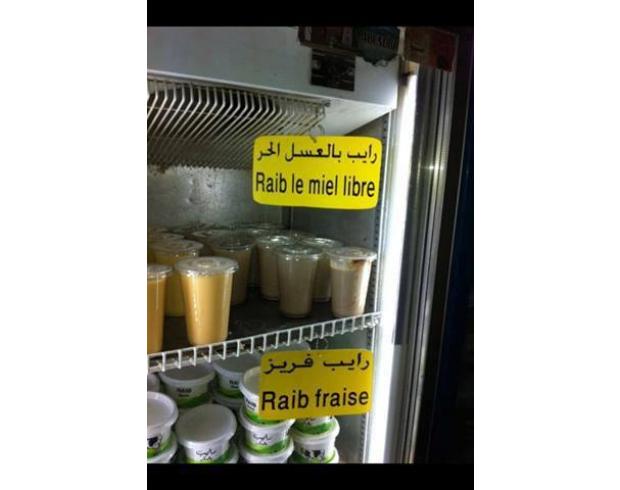 رايب بالعسل الحر
Raib le miel libre
رايب فريز
Raib fraise